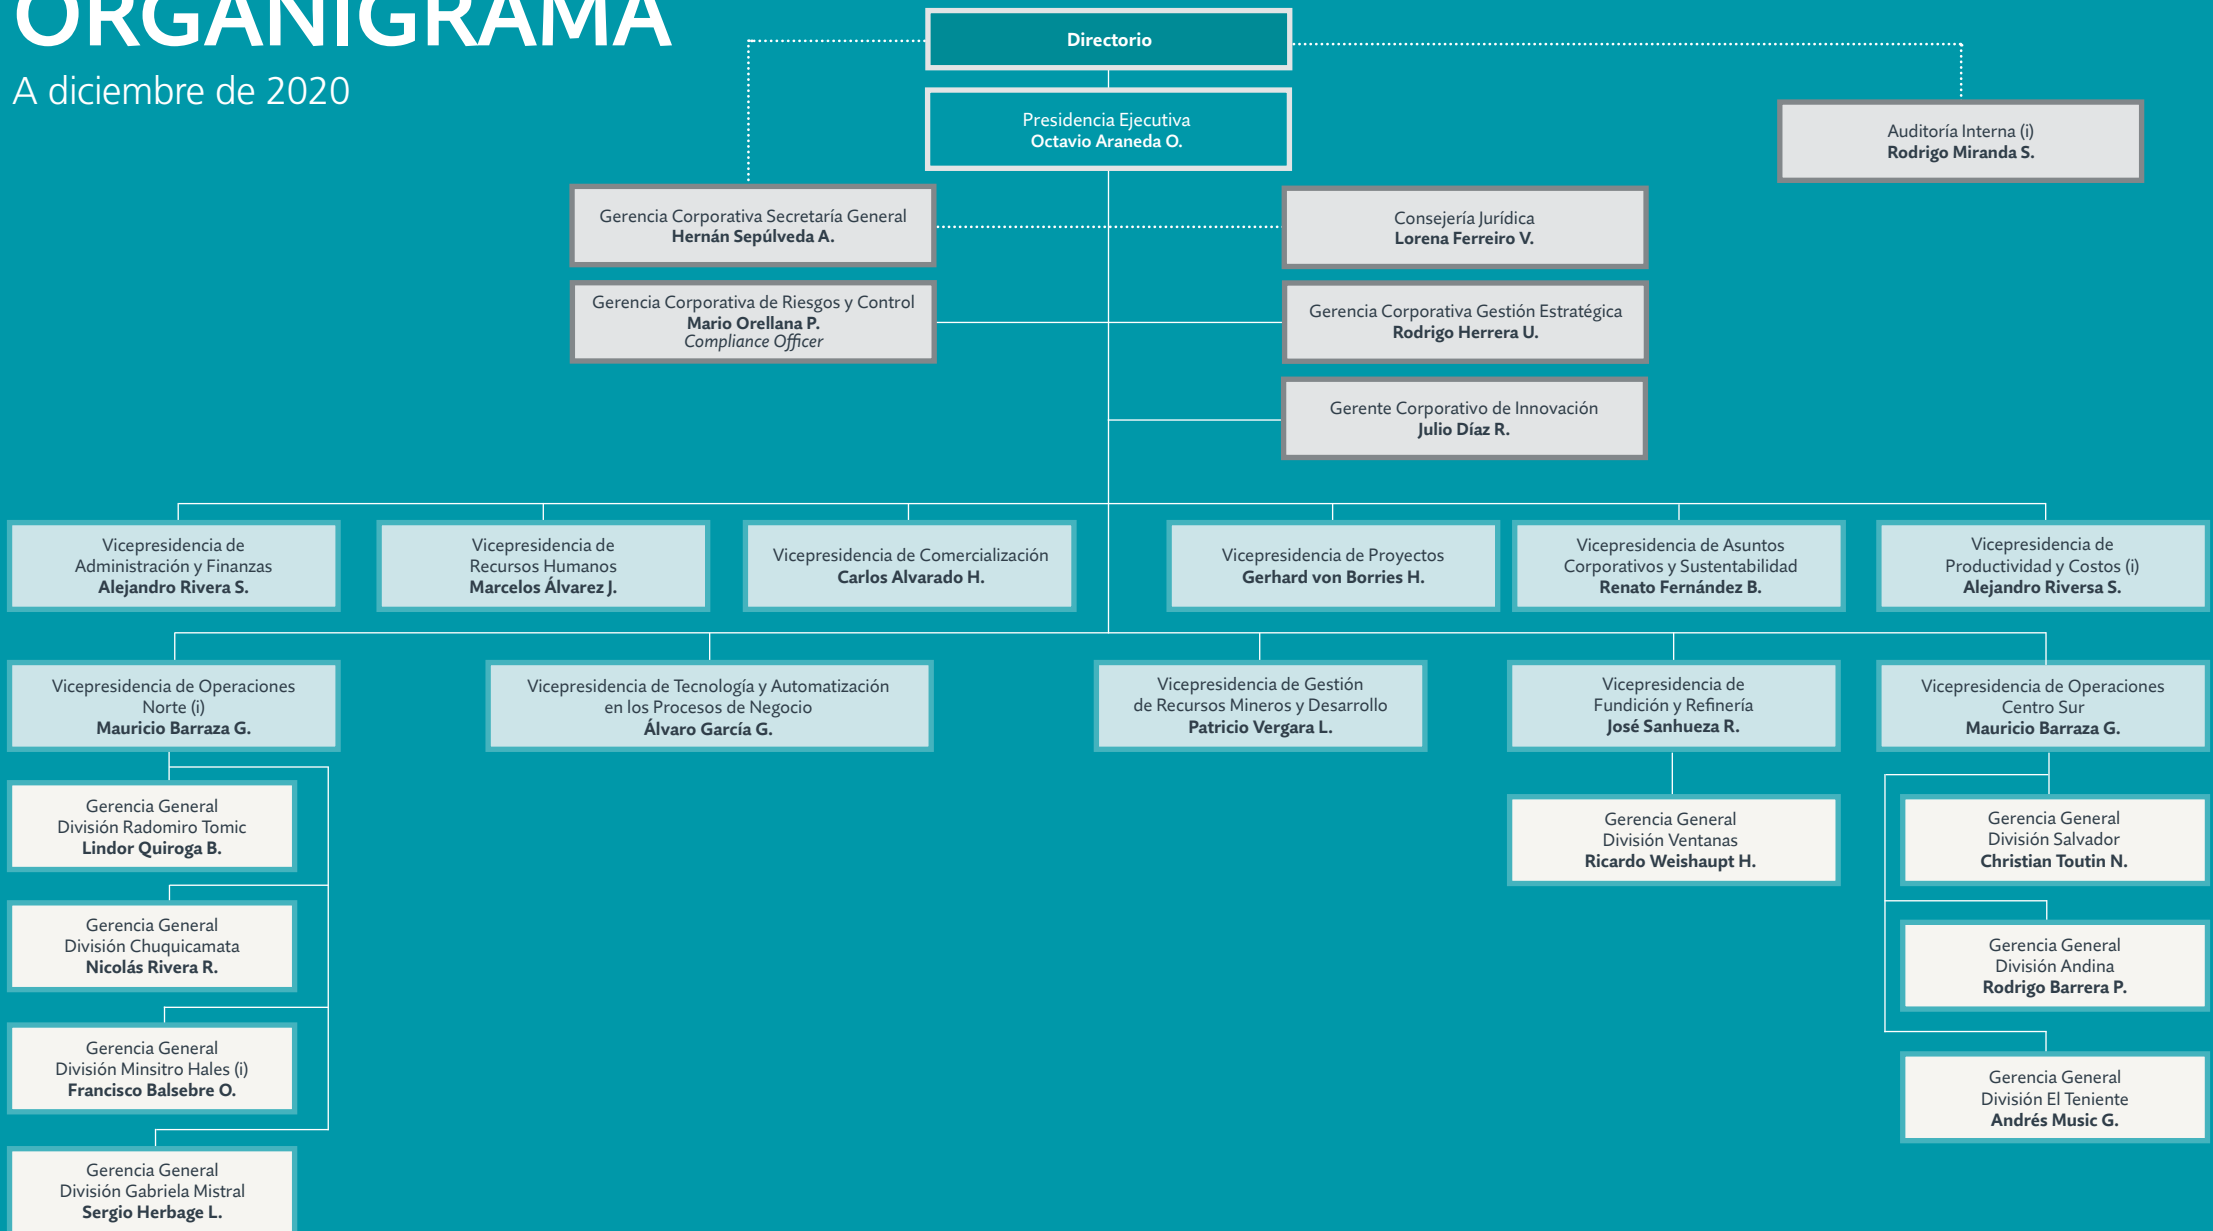 ORGANIGRAMA
A diciembre de 2020
Directorio
Presidencia Ejecutiva
Octavio Araneda O.
Auditoría Interna (i)
Rodrigo Miranda S.
Gerencia Corporativa Secretaría General
Hernán Sepúlveda A.
Consejería Jurídica
Lorena Ferreiro V.
Gerencia Corporativa de Riesgos y Control
Mario Orellana P.
Compliance Officer
Gerencia Corporativa Gestión Estratégica
Rodrigo Herrera U.
Gerente Corporativo de Innovación
Julio Díaz R.
Vicepresidencia de
Administración y Finanzas
Alejandro Rivera S.
Vicepresidencia de
Recursos Humanos
Marcelos Álvarez J.
Vicepresidencia de Comercialización
Carlos Alvarado H.
Vicepresidencia de Proyectos
Gerhard von Borries H.
Vicepresidencia de Asuntos
Corporativos y Sustentabilidad
Renato Fernández B.
Vicepresidencia de
Productividad y Costos (i)
Alejandro Riversa S.
Vicepresidencia de Operaciones
Norte (i)
Mauricio Barraza G.
Vicepresidencia de Tecnología y Automatización
en los Procesos de Negocio
Álvaro García G.
Vicepresidencia de Gestión
de Recursos Mineros y Desarrollo
Patricio Vergara L.
Vicepresidencia de
Fundición y Refinería
José Sanhueza R.
Vicepresidencia de Operaciones
Centro Sur
Mauricio Barraza G.
Gerencia General
División Radomiro Tomic
Lindor Quiroga B.
Gerencia General
División Ventanas
Ricardo Weishaupt H.
Gerencia General
División Salvador
Christian Toutin N.
Gerencia General
División Chuquicamata
Nicolás Rivera R.
Gerencia General
División Andina
Rodrigo Barrera P.
Gerencia General
División Minsitro Hales (i)
Francisco Balsebre O.
Gerencia General
División El Teniente
Andrés Music G.
Gerencia General
División Gabriela Mistral
Sergio Herbage L.